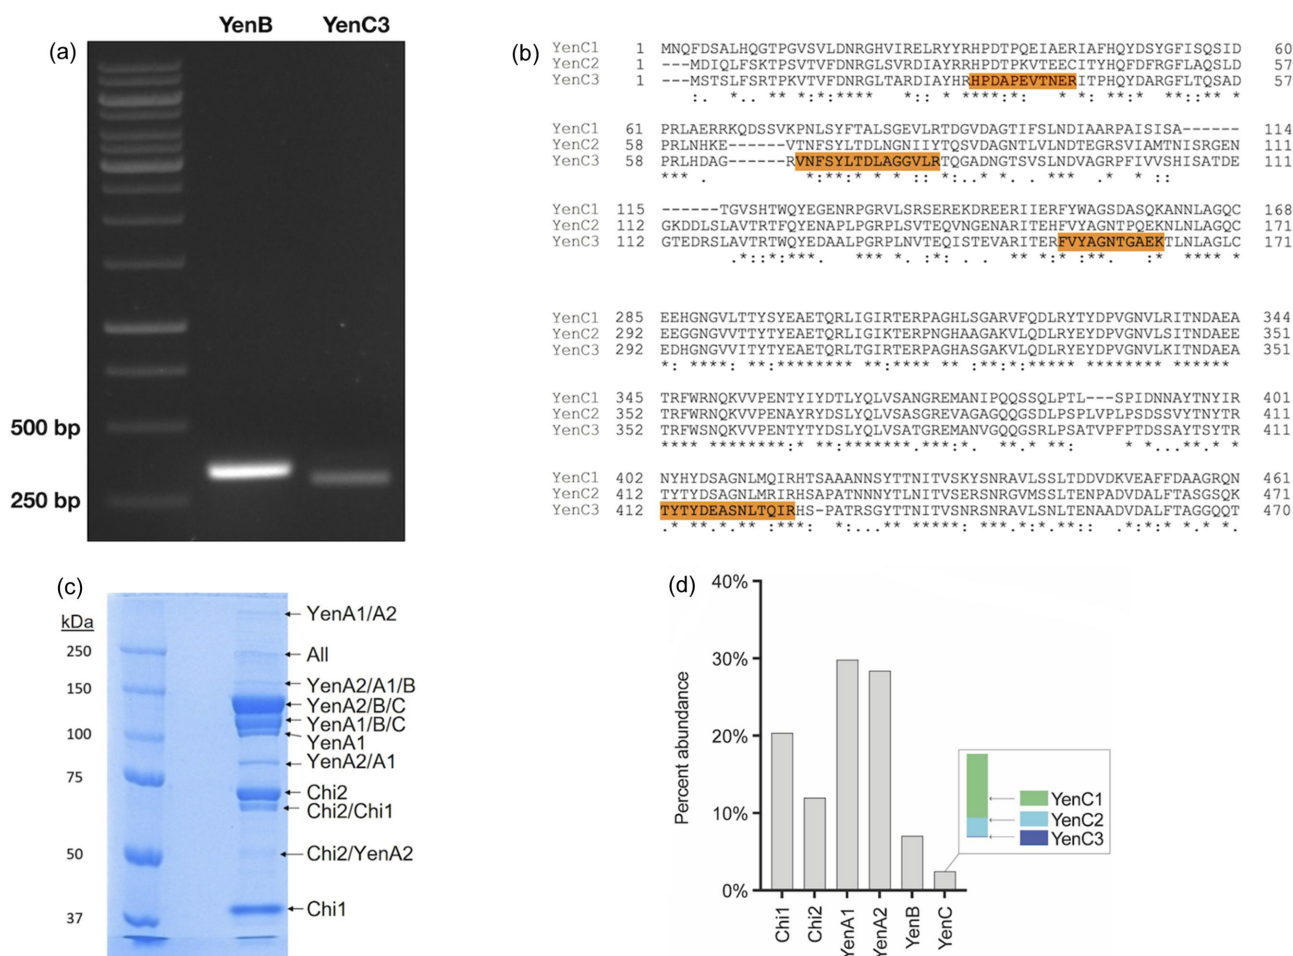 YenB YenC3
(a)
500 bp
250 bp
(b)
YenC1 1 MNQFDSALHQGTPGVSVLDNRGHVIRELRYYRHPDTPQEIAERIAFHQYDSYGFISQSID 60
YenC2 1 ---MDIQLFSKTPSVTVFDNRGLSVRDIAYRRHPDTPKVTEECITYHQFDFRGFLAQSLD 57
YenC3 1 ---MSTSLFSRTPKVTVFDNRGLTARDIAYHRHPDAPEVTNERITPHQYDARGFLTQSAD 57
YenC1 61 PRLAERRKQDSSVKPNLSYFTALSGEVLRTDGVDAGTIFSLNDIAARPAISISA------ 114
YenC2 58 PRLNHKE------VTNFSYLTDLNGNIIYTQSVDAGNTLVLNDTEGRSVIAMTNISRGEN 111
YenC3 58 PRLHDAG------RVNFSYLTDLAGGVLRTQGADNGTSVSLNDVAGRPFIVVSHISATDE 111
YenC1 115 ------TGVSHTWQYEGENRPGRVLSRSEREKDREERIIERFYWAGSDASQKANNLAGQC 168
YenC2 112 GKDDLSLAVTRTFQYENAPLPGRPLSVTEQVNGENARITEHFVYAGNTPQEKNLNLAGQC 171
YenC3 112 GTEDRSLAVTRTWQYEDAALPGRPLNVTEQISTEVARITERFVYAGNTGAEKTLNLAGLC 171
YenC1 285 EEHGNGVLTTYSYEAETQRLIGIRTERPAGHLSGARVFQDLRYTYDPVGNVLRITNDAEA 344
YenC2 292 EEGGNGVVTTYTYEAETQRLIGIRTERPNGHAAGAKVLQDLRYEYDPVGNVLSITNDAEA 351
YenC3 292 EDHGNGVVITYTYEAETQRLTGIRTERPAGHASGAKVLQDLRYEYDPVGNVLKITNDAEA 351
YenC1 345 TRFWRNQKVVPENTYIYDTLYQLVSANGREMANIPQQSSQLPTL---SPIDNNAYTNYIR 401
YenC2 352 TRFWRNQKVVPENAYRYDSLYQLVSASGREVAGAGQQGSDLPSPLVPLPSDSSVYTNYTR 411
YenC3 352 TRFWSNQKVVPENTYTYDSLYQLVSATGREMANVGQQGSRLPSATVPFPTDSSAYTSYTR 411
YenC1 402 NYHYDSAGNLMQIRHTSAAANNSYTTNITVSKYSNRAVLSSLTDDVDKVEAFFDAAGRQN 461
YenC2 412 TYTYDSAGNLMRIRHSAPATNNNYTLNITVSERSNRGVMSSLTENPADVDALFTASGSQK 471
YenC3 412 TYTYDEASNLTQIRHS-PATRSGYTTNITVSNRSNRAVLSNLTENAADVDALFTAGGQQT 470
(c)
kDa
250
150
100
75
50
37
YenA1/A2
All
YenA2/A1/B
YenA2/B/C
YenA1/B/C
YenA1
YenA2/A1
Chi2
Chi2/Chi1
Chi2/YenA2
Chi1
(d)
Percent abundance
40%
30%
20%
10%
0%
Chi1
Chi2
YenA1
YenA2
YenB
YenC
YenC1
YenC2
YenC3